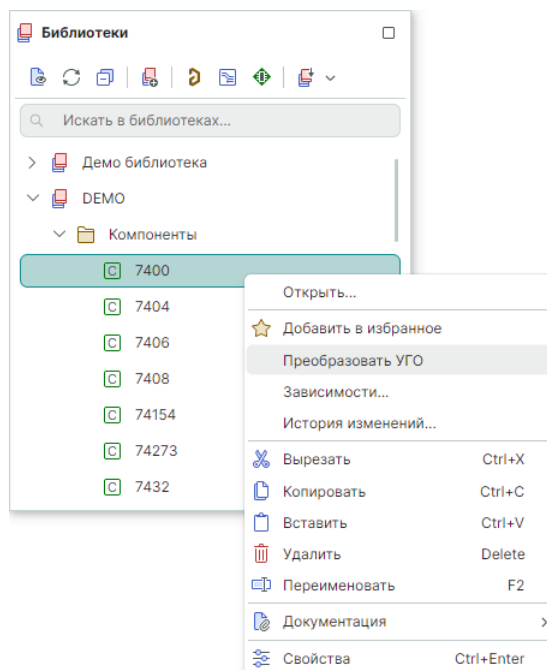 Библиотеки
Искать в библиотеках...
Демо библиотека
DEMO
Компоненты
C 7400
C 7404
C 7406
C 7408
C 74154
C 74273
C 7432
Открыть...
Добавить в избранное
Преобразовать УГО
Зависимости...
История изменений...
Вырезать Ctrl+X
Копировать Ctrl+C
Вставить Ctrl+V
Удалить Delete
Переименовать F2
Документация
Свойства Ctrl+Enter